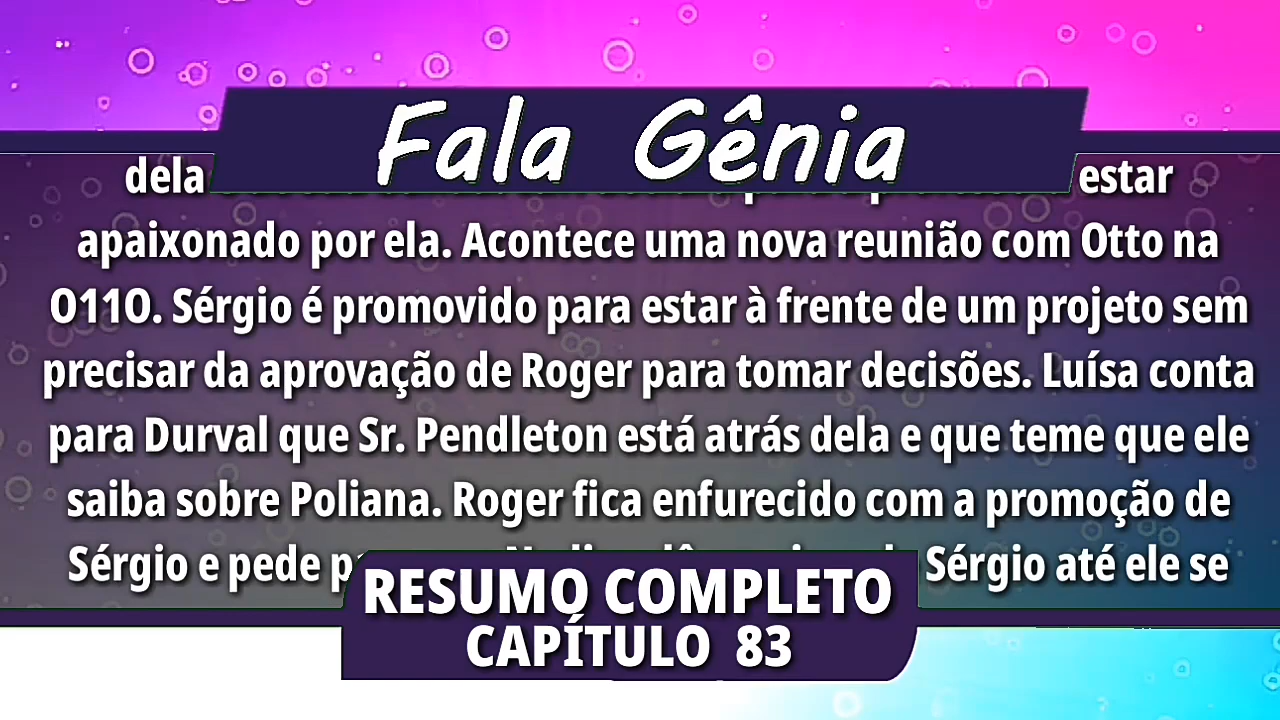 Fala Gênia
dela estar
apaixonado por ela. Acontece uma nova reunião com Otto na
O11O. Sérgio é promovido para estar à frente de um projeto sem
precisar da aprovação de Roger para tomar decisões. Luísa conta
para Durval que Sr. Pendleton está atrás dela e que teme que ele
saiba sobre Poliana. Roger fica enfurecido com a promoção de
Sérgio e pede Sérgio até ele se
RESUMO COMPLETO
CAPÍTULO 83